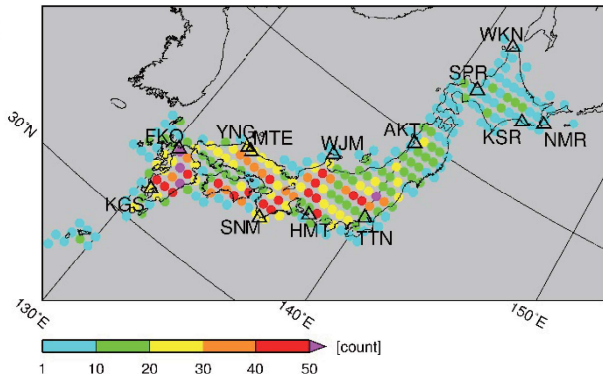 WKN
SPR
30°N
FKO
YNG
MTE
WJM
AKT
KSR
NMR
KGS
SNM
HMT
TTN
130°E
140°E
150°E
[count]
1 10 20 30 40 50